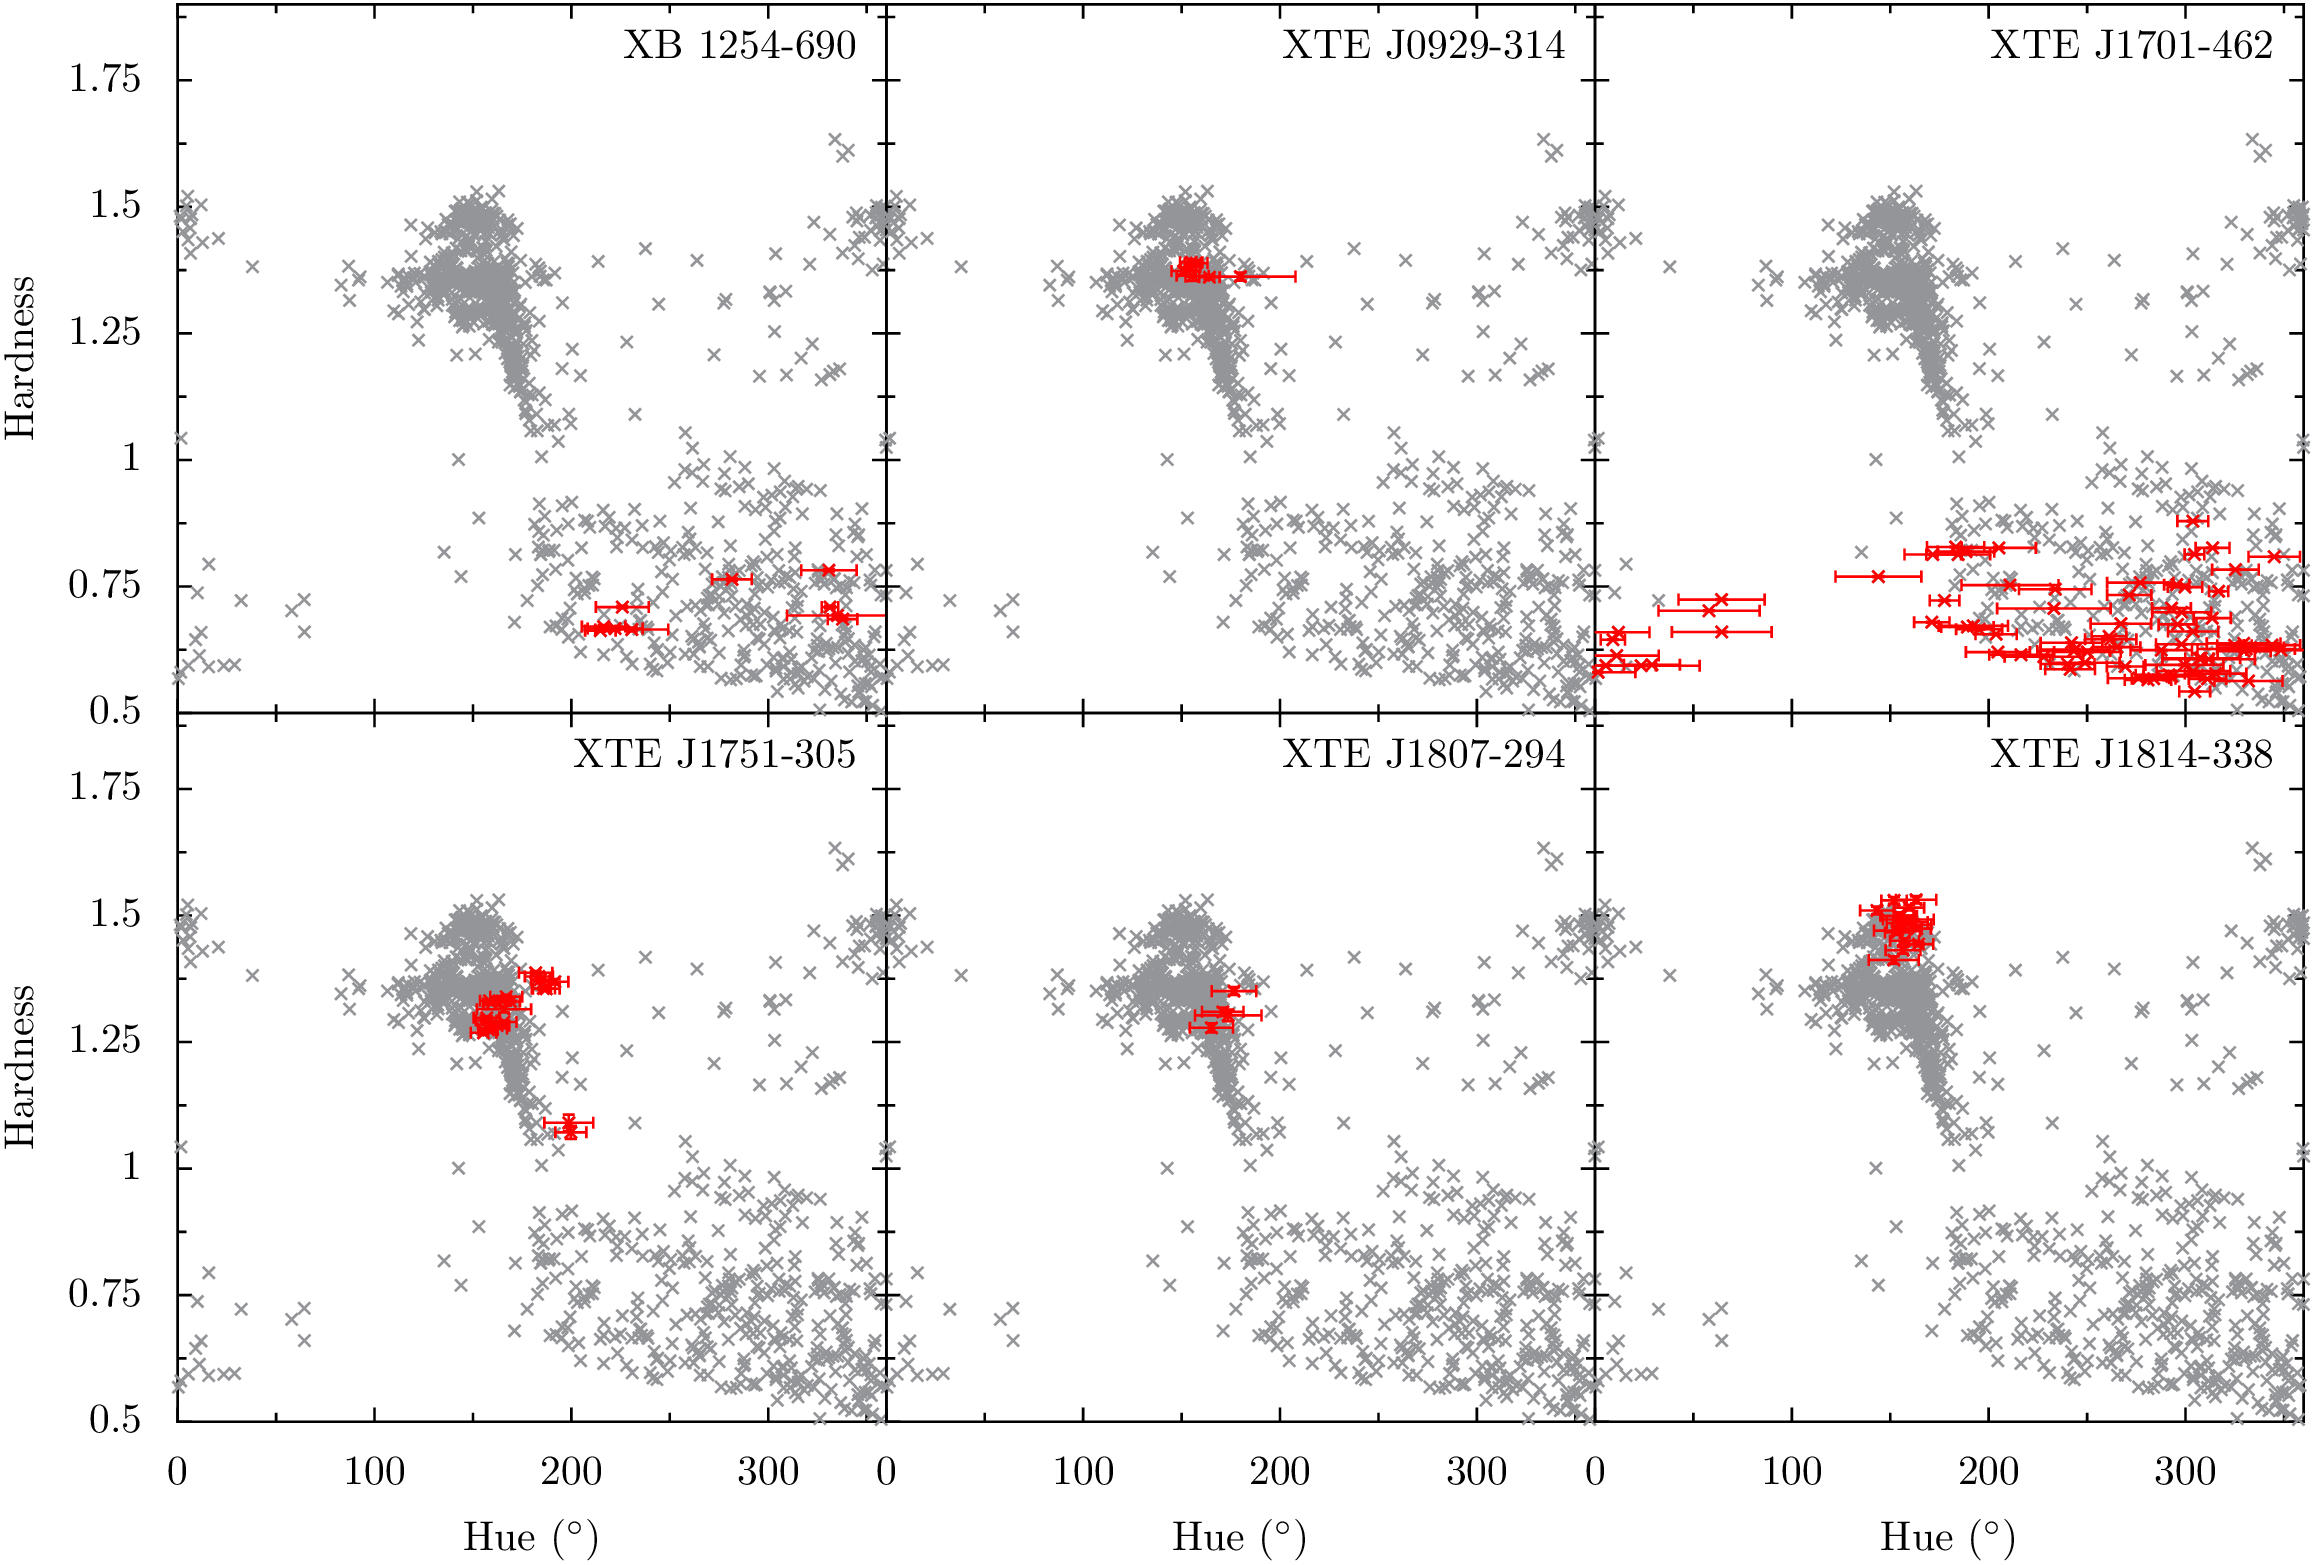 XB 1254-690
XTE J0929-314
XTE J1701-462
1.75
1.5
1.25
1
0.75
0.5
Hardness
XTE J1751-305
XTE J1807-294
XTE J1814-338
1.75
1.5
1.25
1
0.75
0.5
Hardness
0 100 200 300 0 100 200 300 0 100 200 300
Hue (°) Hue (°) Hue (°)